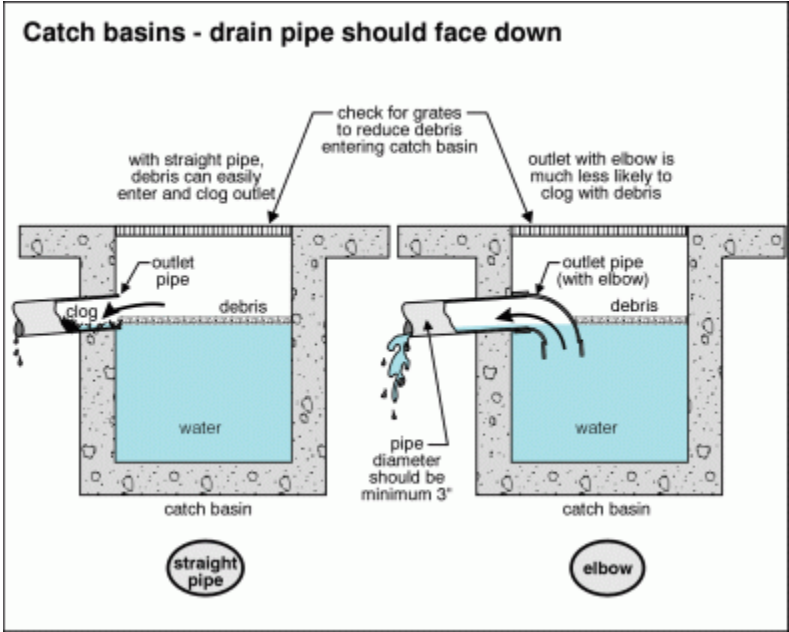 Catch basins - drain pipe should face down
check for grates
to reduce debris
entering catch basin
with straight pipe,
debris can easily
enter and clog outlet
outlet with elbow is
much less likely to
clog with debris
outlet
pipe
clog
debris
water
catch basin
straight
pipe
outlet pipe
(with elbow)
debris
water
pipe
diameter
should be
minimum 3"
catch basin
elbow